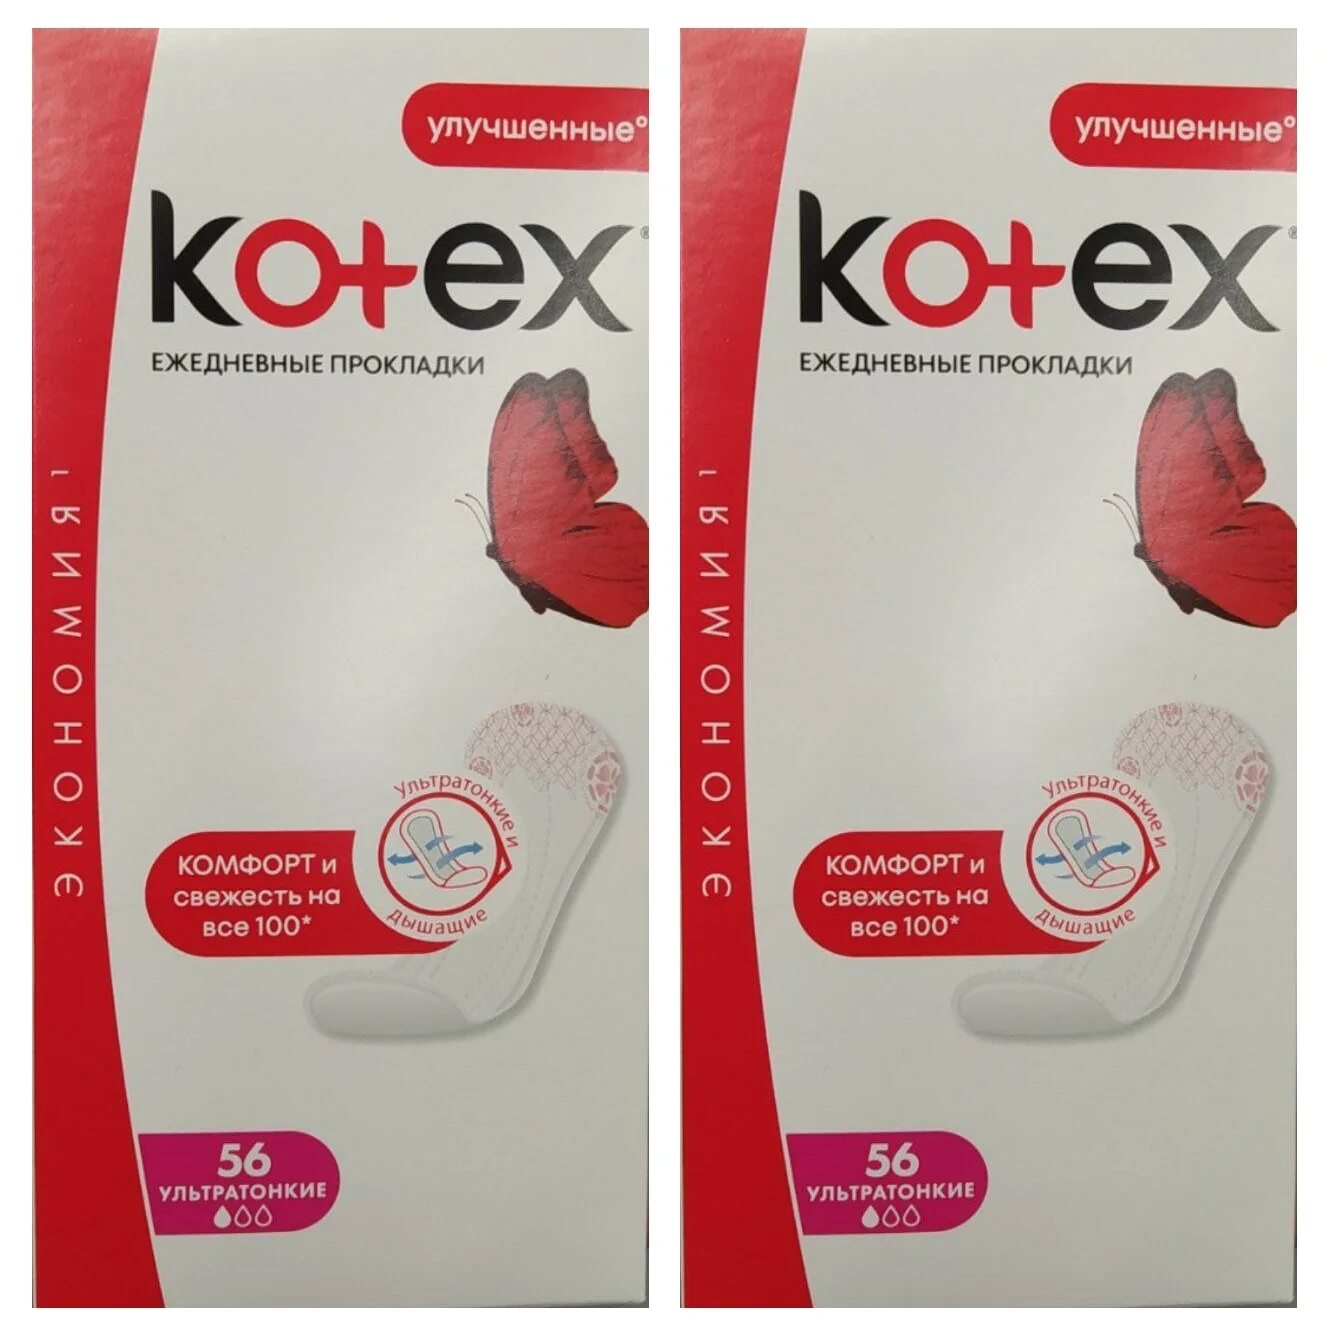 улучшенные°
kotex®
ЕЖЕДНЕВНЫЕ ПРОКЛАДКИ
ЭКОНОМИЯ¹
Ультратонкие и
дышащие
КОМФОРТ и
свежесть на
все 100*
56
УЛЬТРАТОНКИЕ
улучшенные°
kotex®
ЕЖЕДНЕВНЫЕ ПРОКЛАДКИ
ЭКОНОМИЯ¹
Ультратонкие и
дышащие
КОМФОРТ и
свежесть на
все 100*
56
УЛЬТРАТОНКИЕ